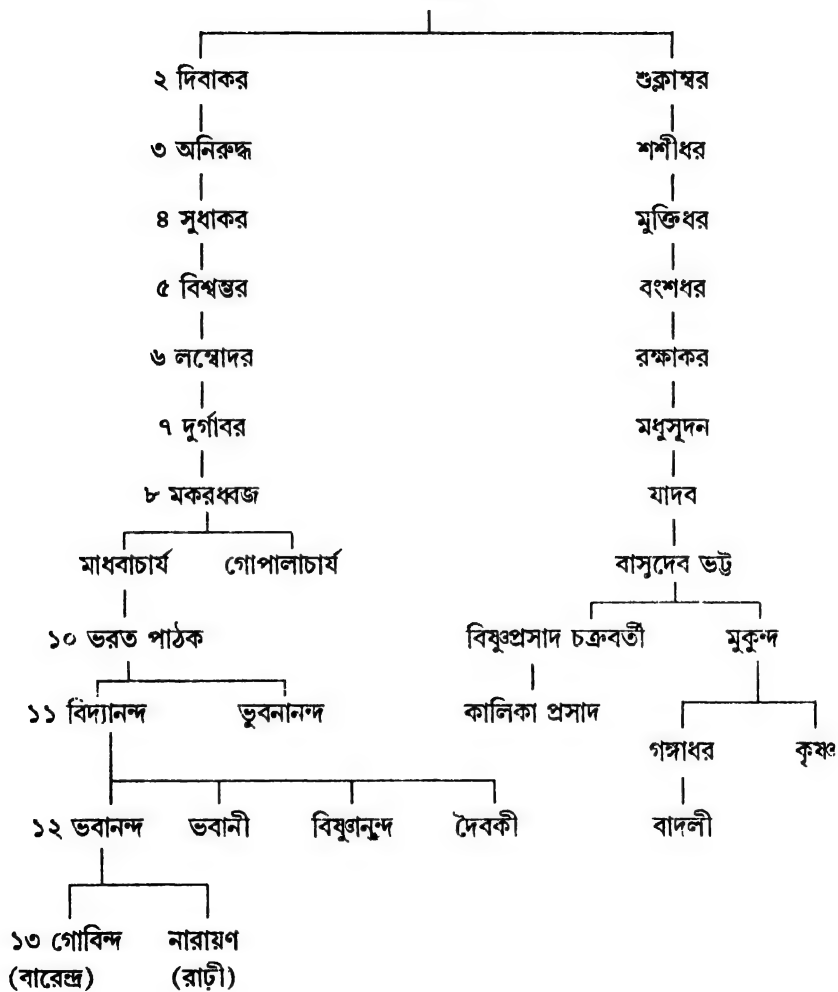 ২ দিবাকর শুক্লাম্বর
৩ অনিরুদ্ধ শশীধর
৪ সুধাকর মুক্তিধর
৫ বিশ্বম্ভর বংশধর
৬ লম্বোদর রক্ষাকর
৭ দুর্গাবর মধুসূদন
৮ মকরধ্বজ যাদব
মাধবাচার্য গোপালাচার্য বাসুদেব ভট্ট
১০ ভরত পাঠক বিষ্ণুপ্রসাদ চক্রবর্তী মুকুন্দ
১১ বিদ্যানন্দ ভুবনানন্দ কালিকা প্রসাদ
গঙ্গাধর কৃষ্ণ
১২ ভবানন্দ ভবানী বিষ্ণুানন্দ দৈবকী বাদলী
১৩ গোবিন্দ নারায়ণ
(বারেন্দ্র) (রাঢ়ী)